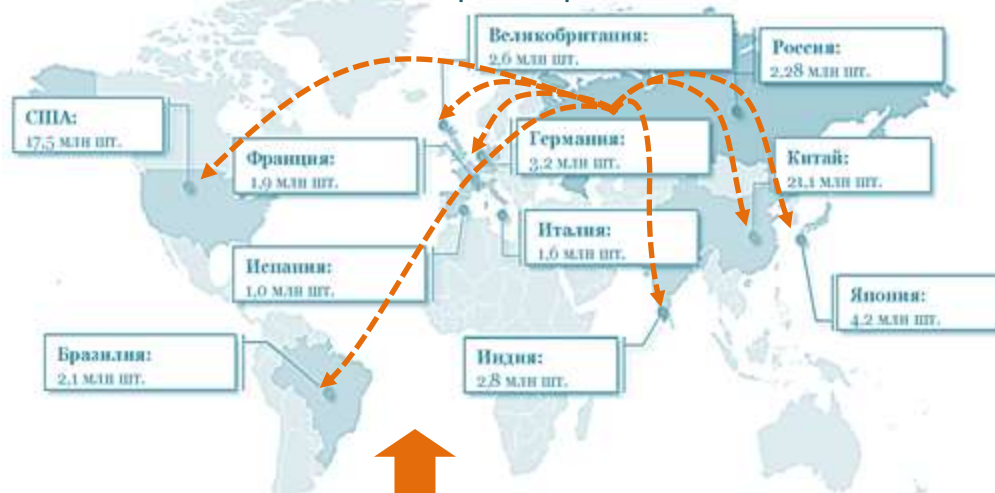 Великобритания:
2,6 млн шт.
Россия:
2,28 млн шт.
США:
17,5 млн шт.
Франция:
1,9 млн шт.
Германия:
3,2 млн шт.
Китай:
21,1 млн шт.
Италия:
1,6 млн шт.
Испания:
1,0 млн шт.
Япония:
4,2 млн шт.
Бразилия:
2,1 млн шт.
Индия:
2,8 млн шт.